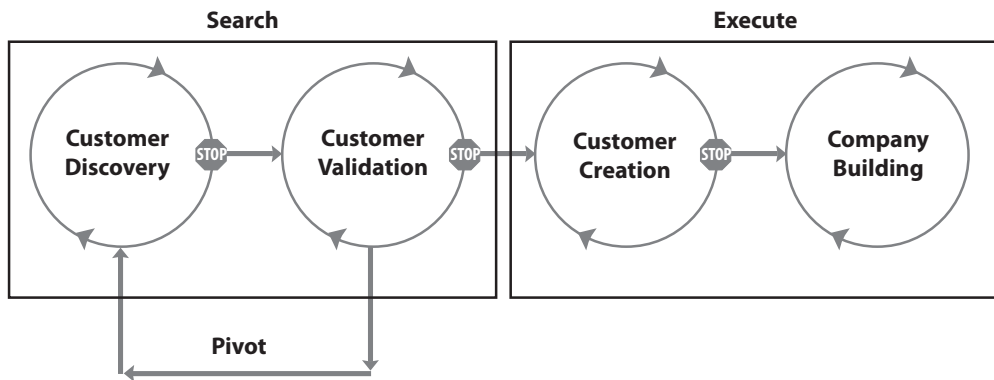 Search
Execute
Customer
Discovery
STOP
Customer
Validation
STOP
Customer
Creation
STOP
Company
Building
Pivot